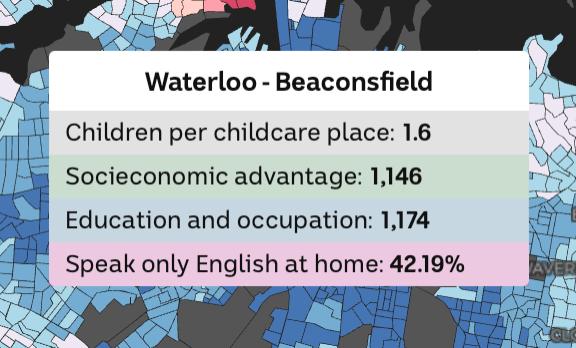 Waterloo - Beaconsfield
Children per childcare place: 1.6
Socieconomic advantage: 1,146
Education and occupation: 1,174
Speak only English at home: 42.19%